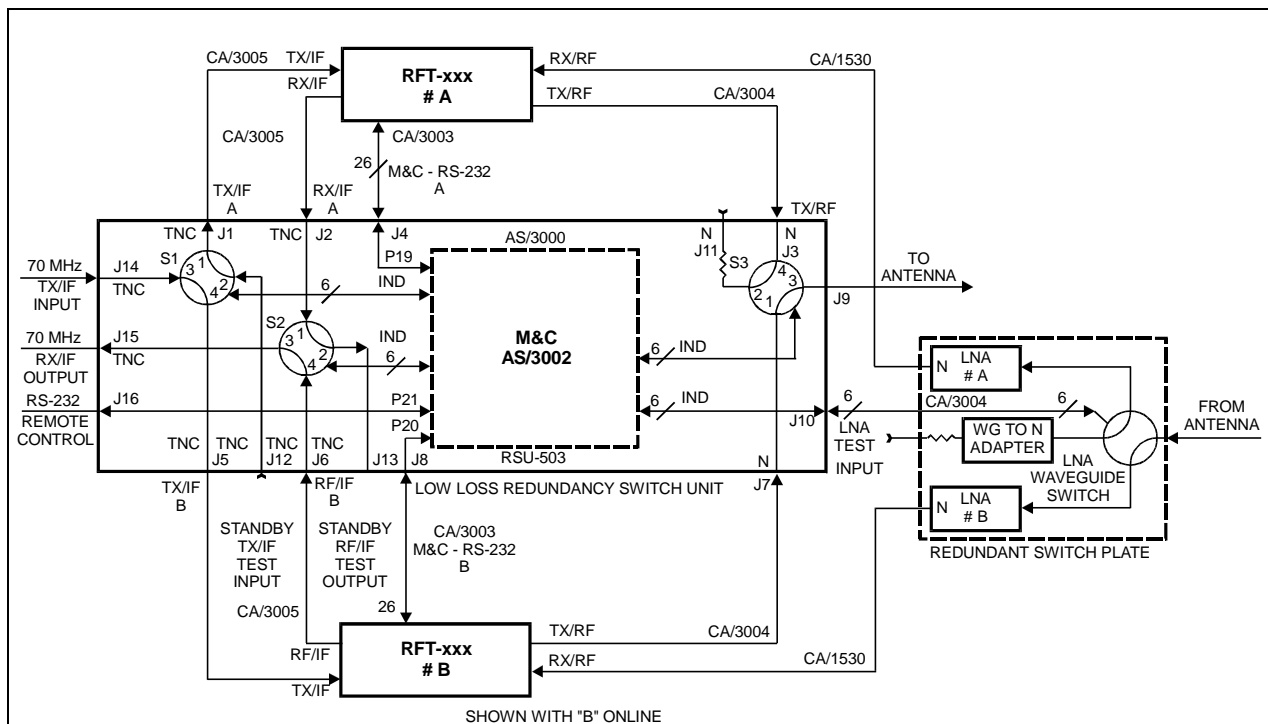 CA/3005
TX/IF
RX/IF
RFT-xxx
# A
RX/RF
TX/RF
CA/1530
CA/3004
CA/3005
CA/3003
26
M&C - RS-232
A
TX/IF
A
RX/IF
A
TX/RF
TNC
J1
TNC
J2
J4
AS/3000
N
J11
N
J3
P19
S1
1
2
3
4
S3
4
3
2
1
70 MHz
TX/IF
INPUT
J14
TNC
6
IND
TO
ANTENNA
J9
S2
1
2
3
4
IND
6
M&C
AS/3002
6
IND
70 MHz
RX/IF
OUTPUT
J15
TNC
N
LNA
# A
RS-232
REMOTE
CONTROL
J16
P21
P20
6
IND
J10
6
CA/3004
6
FROM
ANTENNA
LNA
TEST
INPUT
WG TO N
ADAPTER
LNA
WAVEGUIDE
SWITCH
TNC
J5
TNC
J12
TNC
J6
J13
J8
RSU-503
N
J7
TX/IF
B
RF/IF
B
LOW LOSS REDUNDANCY SWITCH UNIT
N
LNA
# B
REDUNDANT SWITCH PLATE
STANDBY
TX/IF
TEST
INPUT
STANDBY
RF/IF
TEST
OUTPUT
CA/3003
M&C - RS-232
B
CA/3005
26
RF/IF
TX/IF
RFT-xxx
# B
TX/RF
RX/RF
CA/3004
CA/1530
SHOWN WITH "B" ONLINE